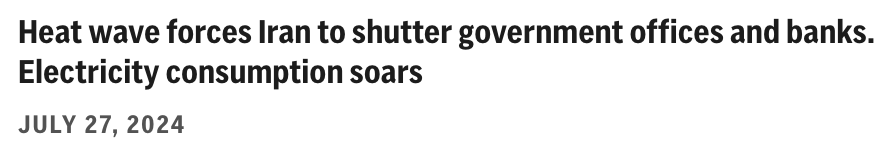 Heat wave forces Iran to shutter government offices and banks.
Electricity consumption soars
JULY 27, 2024